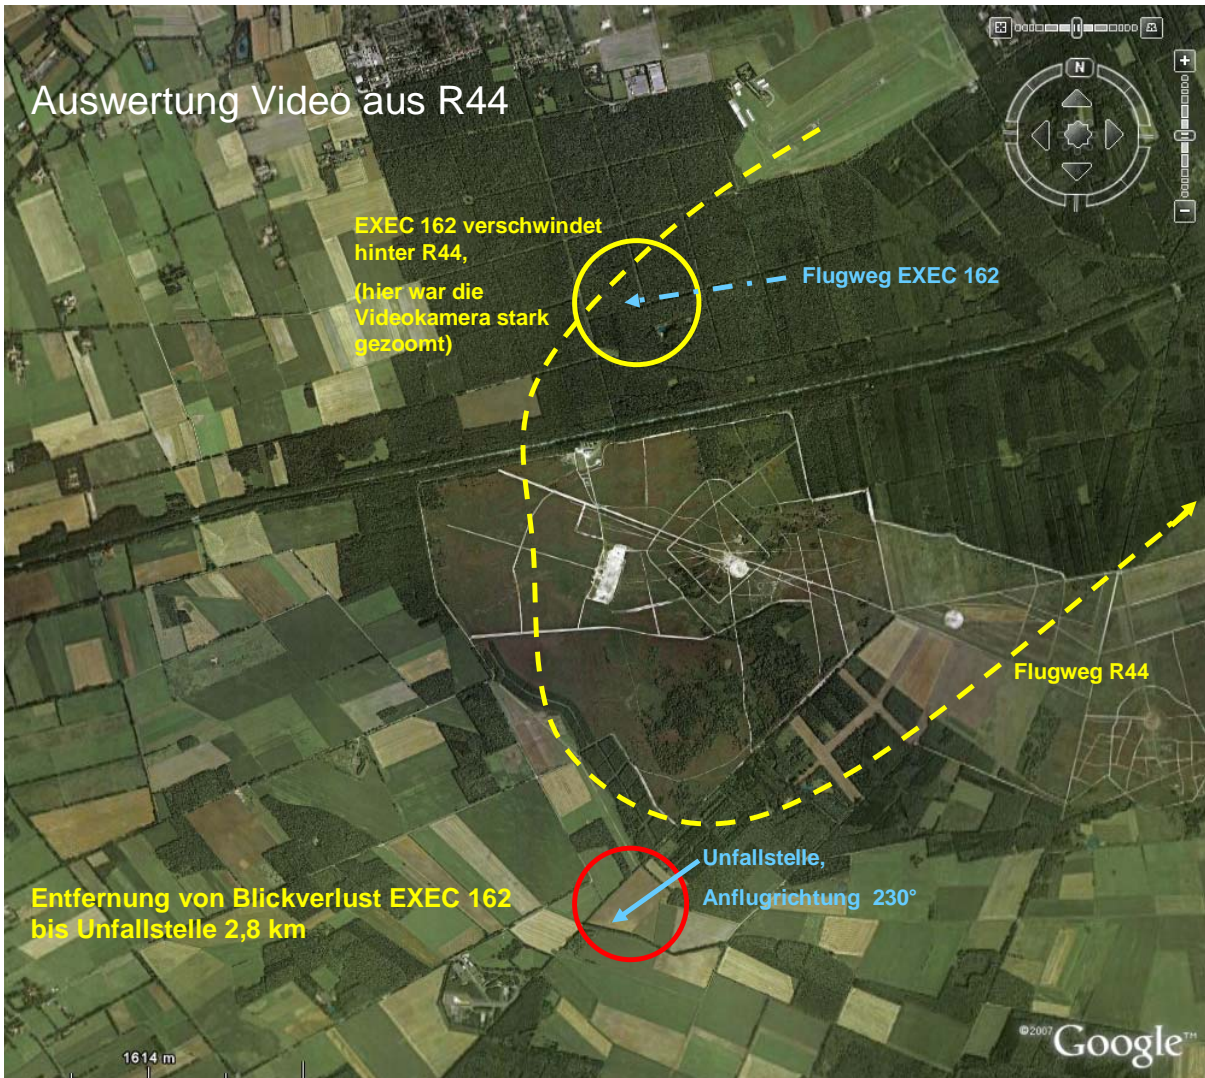 Auswertung Video aus R44
N
EXEC 162 verschwindet
hinter R44,
(hier war die
Videokamera stark
gezoomt)
Flugweg EXEC 162
Flugweg R44
Unfallstelle,
Anflugrichtung 230°
Entfernung von Blickverlust EXEC 162
bis Unfallstelle 2,8 km
©2007 Google™
1614 m